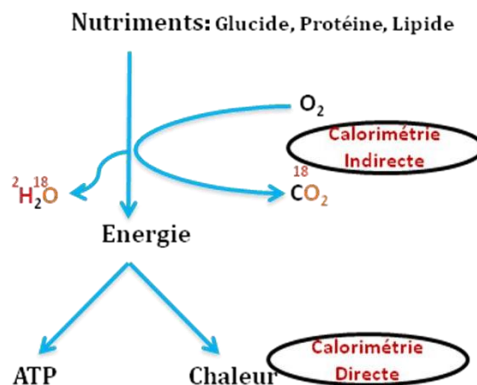 Nutriments: Glucide, Protéine, Lipide
O₂
Calorimétrie
Indirecte
²H₂¹⁸O
¹⁸CO₂
Energie
ATP
Chaleur
Calorimétrie
Directe